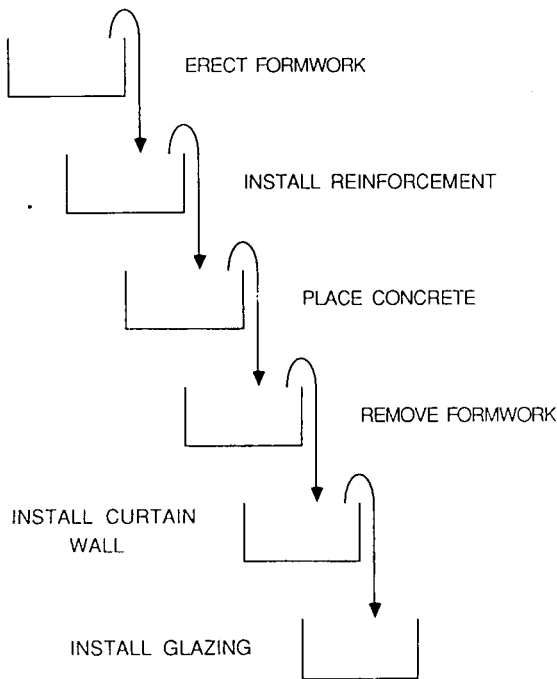 ERECT FORMWORK
INSTALL REINFORCEMENT
PLACE CONCRETE
REMOVE FORMWORK
INSTALL CURTAIN
WALL
INSTALL GLAZING